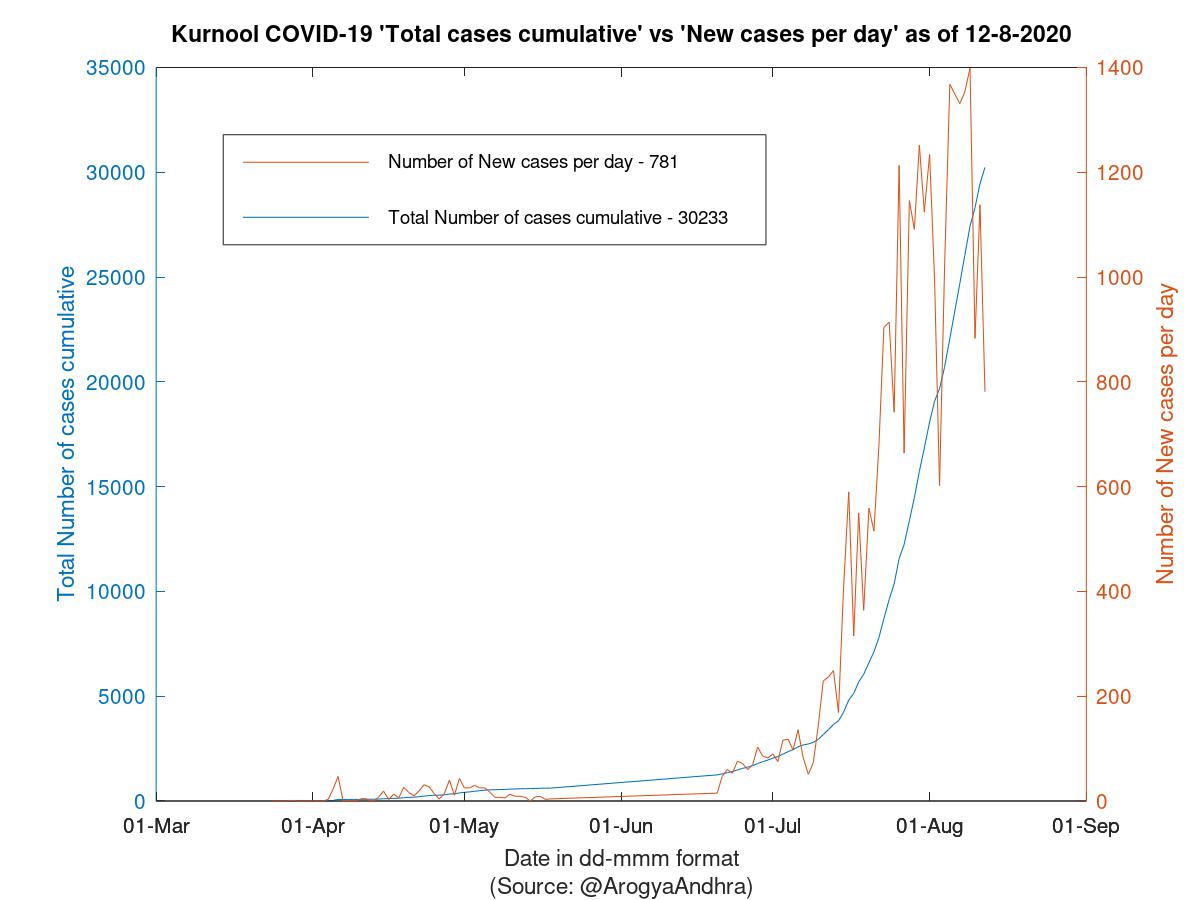 Kurnool COVID-19 'Total cases cumulative' vs 'New cases per day' as of 12-8-2020
35000
30000
25000
20000
15000
10000
5000
0
Total Number of cases cumulative
Number of New cases per day - 781
Total Number of cases cumulative - 30233
1400
1200
1000
800
600
400
200
0
Number of New cases per day
01-Mar 01-Apr 01-May 01-Jun 01-Jul 01-Aug 01-Sep
Date in dd-mmm format
(Source: @ArogyaAndhra)